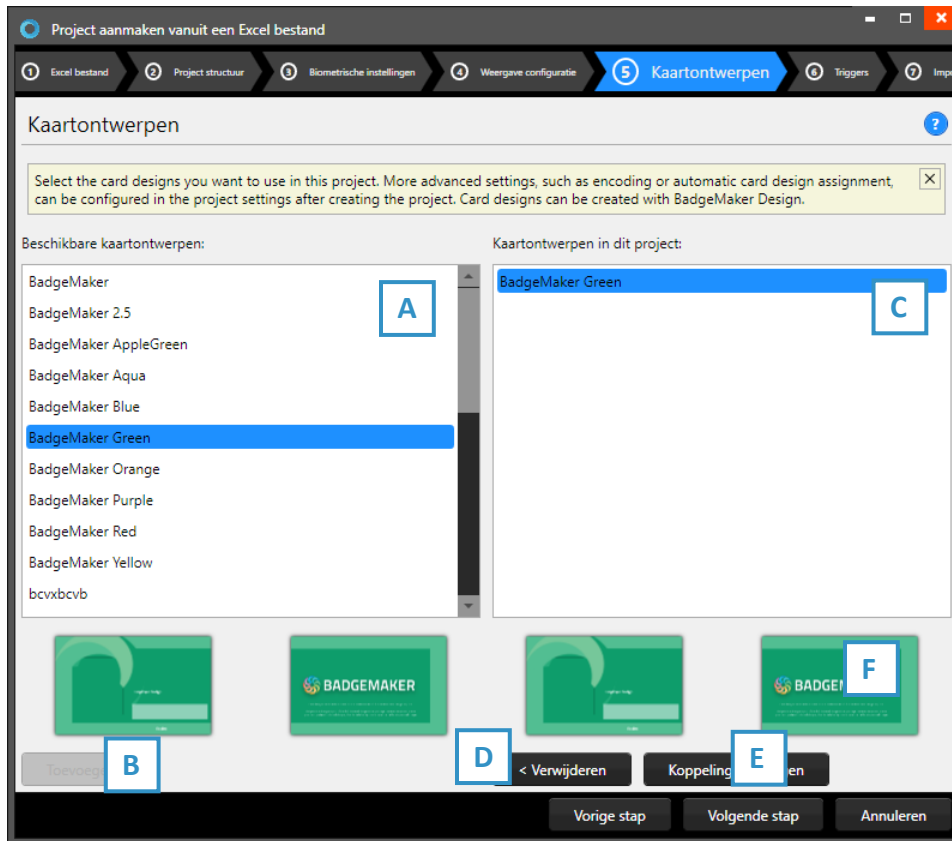 Project aanmaken vanuit een Excel bestand
1 Excel bestand 2 Project structuur 3 Biometrische instellingen 4 Weergave configuratie 5 Kaartontwerpen 6 Triggers 7
Kaartontwerpen ?
Select the card designs you want to use in this project. More advanced settings, such as encoding or automatic card design assignment,
can be configured in the project settings after creating the project. Card designs can be created with BadgeMaker Design.
Beschikbare kaartontwerpen: Kaartontwerpen in dit project:
BadgeMaker
BadgeMaker 2.5
BadgeMaker AppleGreen
BadgeMaker Aqua
BadgeMaker Blue
BadgeMaker Green
BadgeMaker Orange
BadgeMaker Purple
BadgeMaker Red
BadgeMaker Yellow
bcvxbcvb
A
BadgeMaker Green
C
BADGEMAKER
F
B
D
< Verwijderen
E
Vorige stap Volgende stap Annuleren